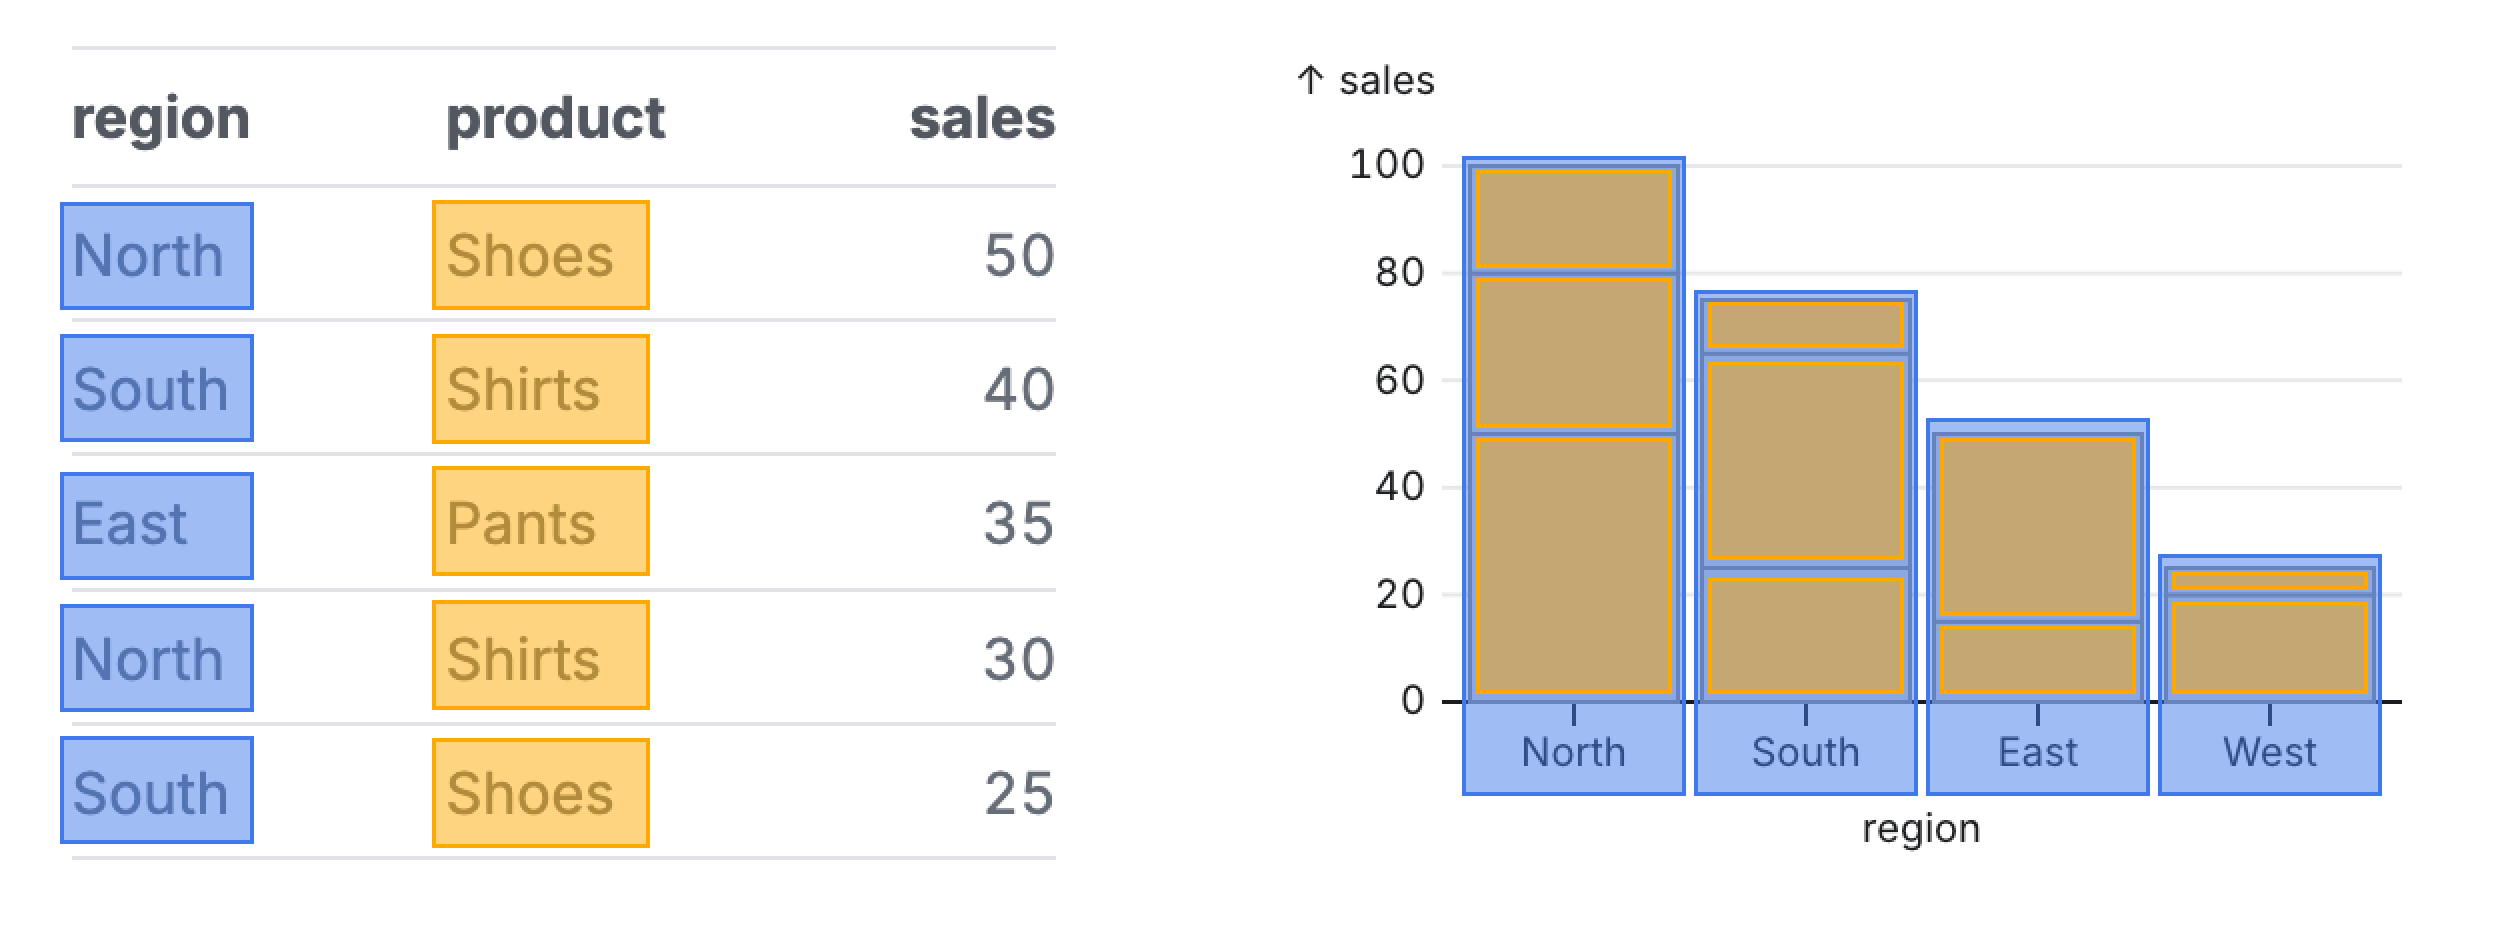 region product sales
North Shoes 50
South Shirts 40
East Pants 35
North Shirts 30
South Shoes 25
↑ sales
100
80
60
40
20
0
North South East West
region